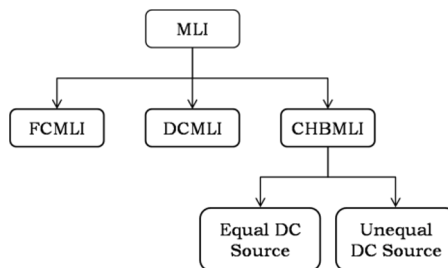 MLI
FCMLI
DCMLI
CHBMLI
Equal DC
Source
Unequal
DC Source